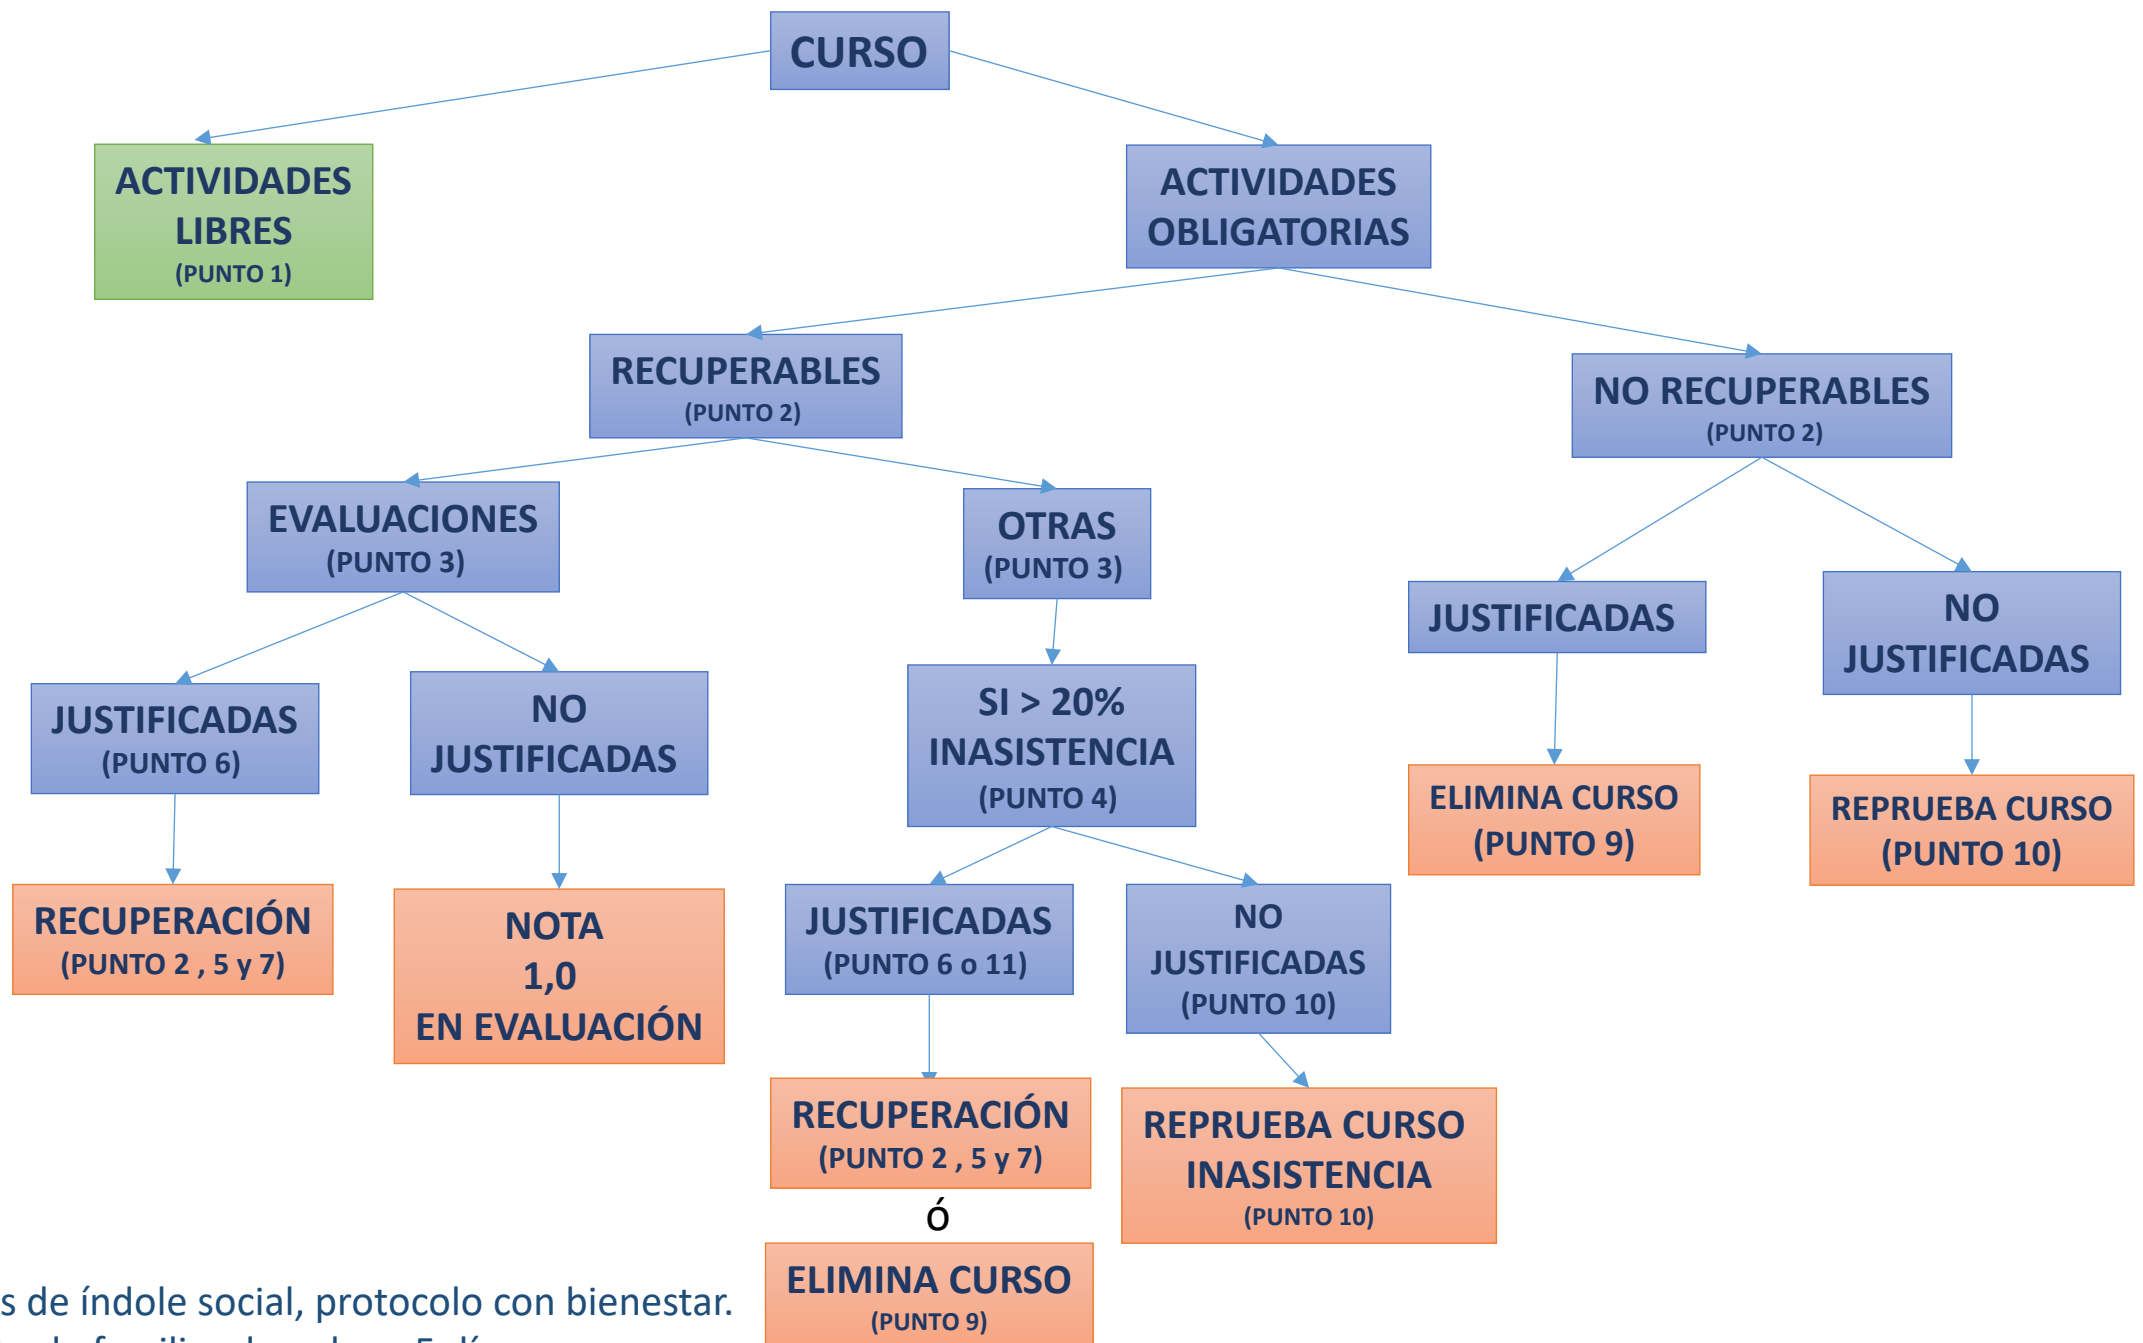 CURSO
ACTIVIDADES
LIBRES
(PUNTO 1)
ACTIVIDADES
OBLIGATORIAS
RECUPERABLES
(PUNTO 2)
NO RECUPERABLES
(PUNTO 2)
EVALUACIONES
(PUNTO 3)
OTRAS
(PUNTO 3)
JUSTIFICADAS
NO
JUSTIFICADAS
JUSTIFICADAS
(PUNTO 6)
NO
JUSTIFICADAS
SI > 20%
INASISTENCIA
(PUNTO 4)
ELIMINA CURSO
(PUNTO 9)
REPRUEBA CURSO
(PUNTO 10)
RECUPERACIÓN
(PUNTO 2 , 5 y 7)
NOTA
1,0
EN EVALUACIÓN
JUSTIFICADAS
(PUNTO 6 o 11)
NO
JUSTIFICADAS
(PUNTO 10)
RECUPERACIÓN
(PUNTO 2 , 5 y 7)
ó
ELIMINA CURSO
(PUNTO 9)
REPRUEBA CURSO
INASISTENCIA
(PUNTO 10)
s de índole social, protocolo con bienestar.